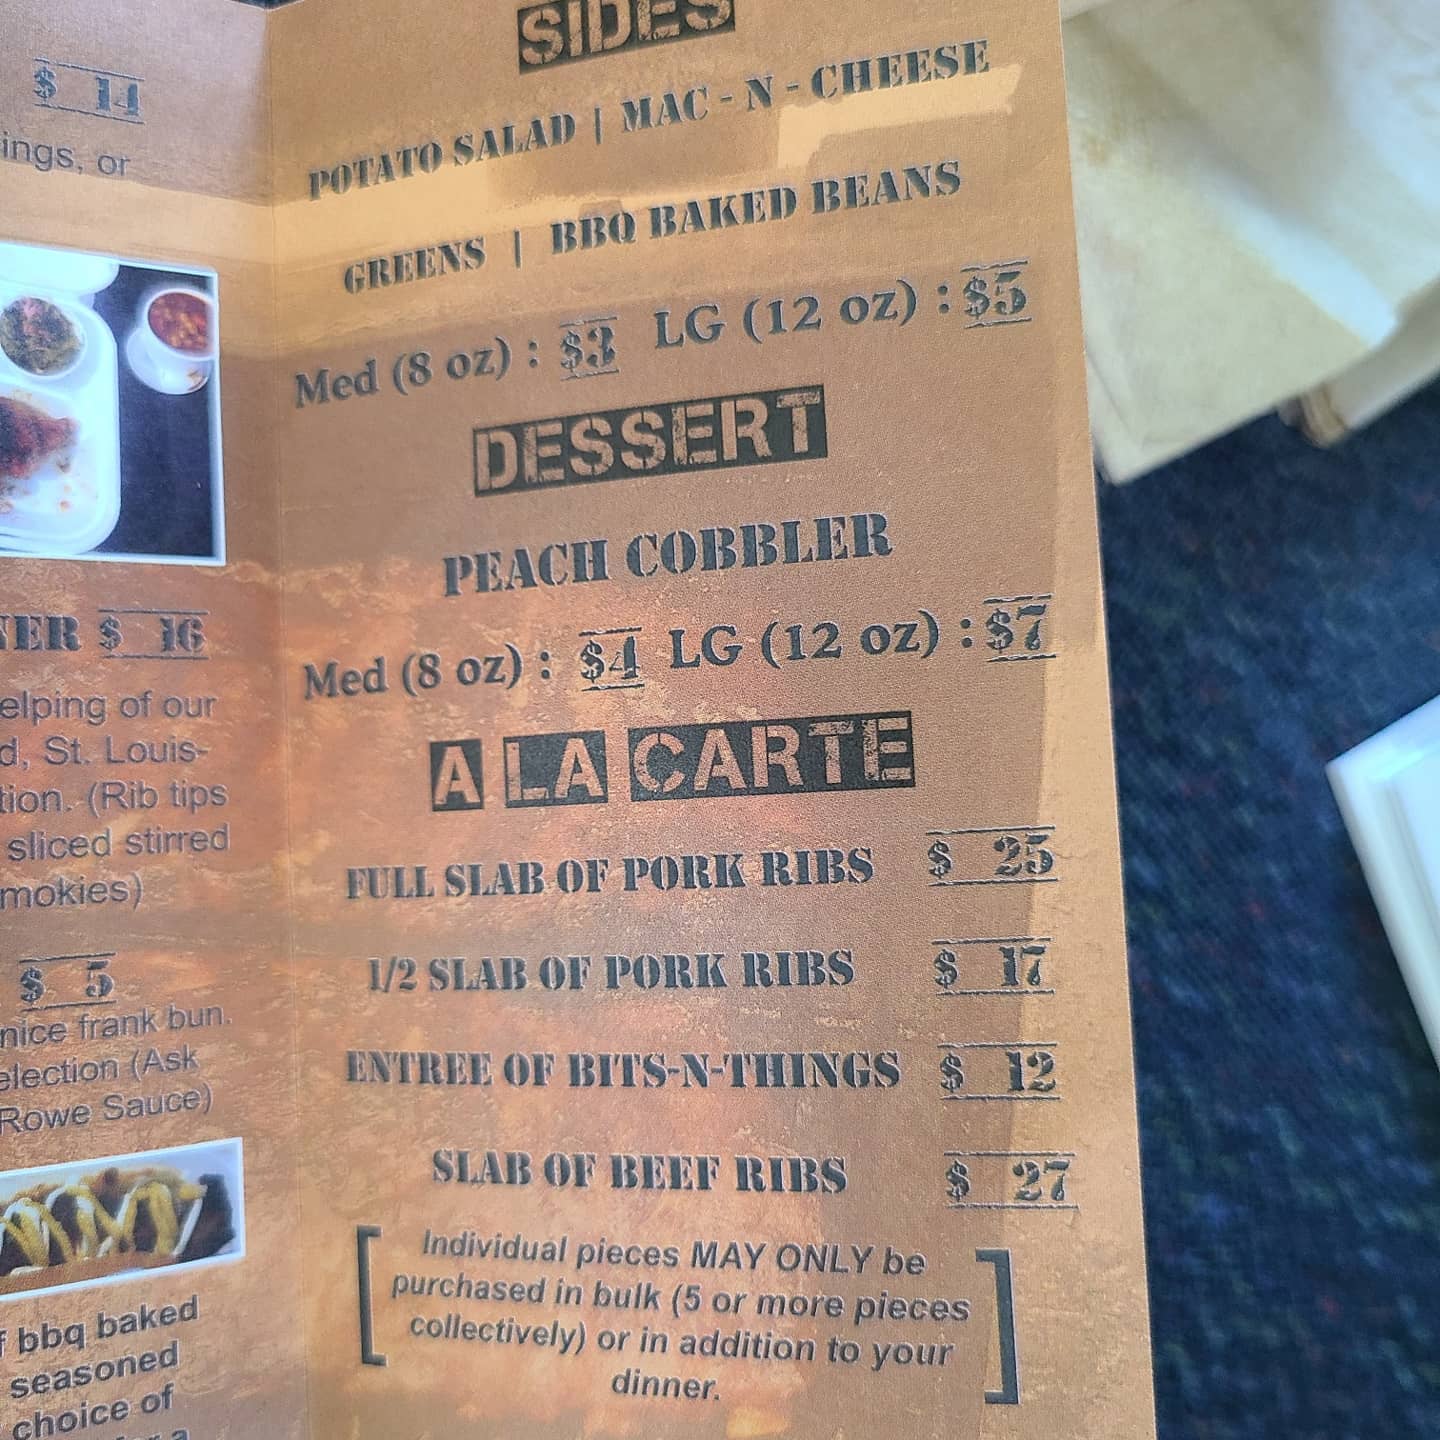 $ 14
ings, or
NER $ 16
elping of our
d, St. Louis-
tion. (Rib tips
sliced stirred
mokies)
$ 5
nice frank bun.
election (Ask
Rowe Sauce)
f bbq baked
seasoned
choice of
SIDES
POTATO SALAD | MAC - N - CHEESE
GREENS | BBQ BAKED BEANS
Med (8 oz) : $3 LG (12 oz) : $5
DESSERT
PEACH COBBLER
Med (8 oz) : $4 LG (12 oz) : $7
A LA CARTE
FULL SLAB OF PORK RIBS $ 25
1/2 SLAB OF PORK RIBS $ 17
ENTREE OF BITS-N-THINGS $ 12
SLAB OF BEEF RIBS $ 27
[ Individual pieces MAY ONLY be
purchased in bulk (5 or more pieces
collectively) or in addition to your
dinner. ]